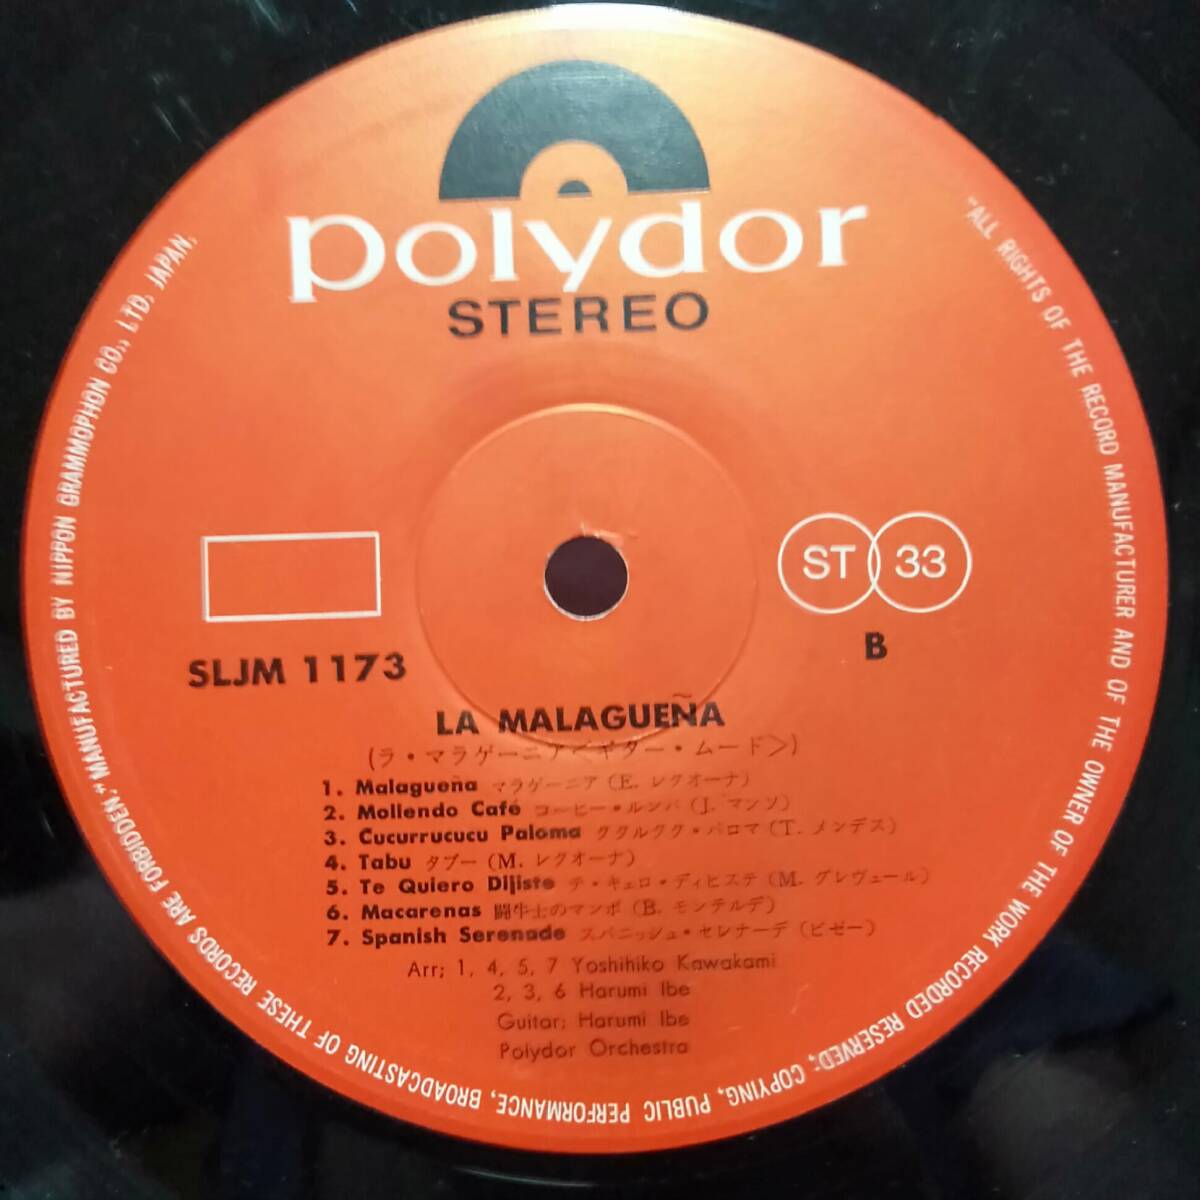 polydor
STEREO
ST 33
B
SLJM 1173
LA MALAGUEÑA
(ラ・マラゲーニア<ギター・ムード>)
1. Malagueña マラゲーニア (E. レクオーナ)
2. Mollendo Café コーヒー・ルンバ (J. マンソ)
3. Cucurrucucu Paloma ククルククク・パロマ (T. メンデス)
4. Tabu タブー (M. レクオーナ)
5. Te Quiero Dijiste テ・キェロ・ディヒステ (M. グレヴェール)
6. Macarenas 闘牛士のマンボ (B. モンテルデ)
7. Spanish Serenade スパニッシュ・セレナーデ (ビゼー)
Arr; 1, 4, 5, 7 Yoshihiko Kawakami
2, 3, 6 Harumi Ibe
Guitar; Harumi Ibe
Polydor Orchestra
"ALL RIGHTS OF THE RECORD MANUFACTURER AND OF THE OWNER OF THE WORK RECORDED RESERVED; COPYING, PUBLIC PERFORMANCE, BROADCASTING OF THESE RECORDS ARE FORBIDDEN," MANUFACTURED BY NIPPON GRAMMOPHON CO., LTD, JAPAN,